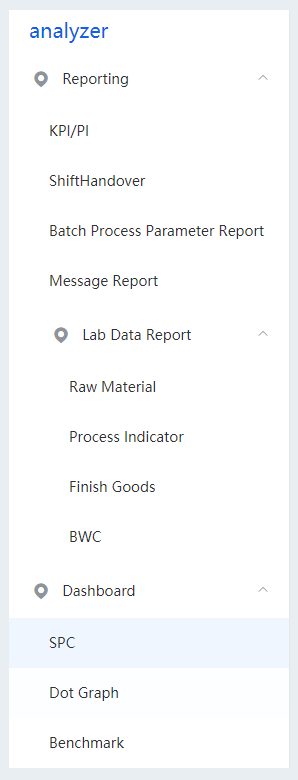 analyzer
Reporting
KPI/PI
ShiftHandover
Batch Process Parameter Report
Message Report
Lab Data Report
Raw Material
Process Indicator
Finish Goods
BWC
Dashboard
SPC
Dot Graph
Benchmark